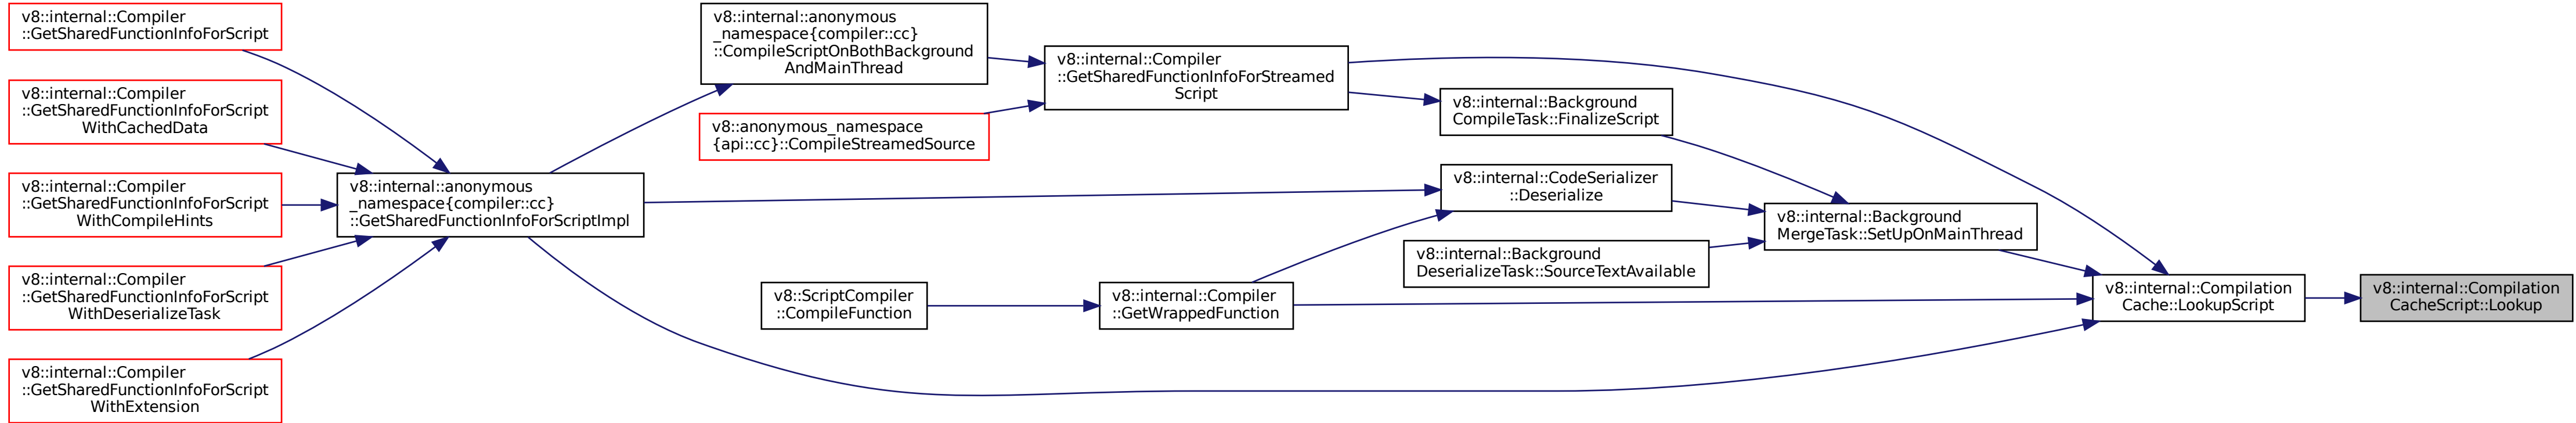 v8::internal::Compiler
::GetSharedFunctionInfoForScript
v8::internal::Compiler
::GetSharedFunctionInfoForScript
WithCachedData
v8::internal::Compiler
::GetSharedFunctionInfoForScript
WithCompileHints
v8::internal::Compiler
::GetSharedFunctionInfoForScript
WithDeserializeTask
v8::internal::Compiler
::GetSharedFunctionInfoForScript
WithExtension
v8::internal::anonymous
_namespace{compiler::cc}
::GetSharedFunctionInfoForScriptImpl
v8::internal::anonymous
_namespace{compiler::cc}
::CompileScriptOnBothBackground
AndMainThread
v8::anonymous_namespace
{api::cc}::CompileStreamedSource
v8::ScriptCompiler
::CompileFunction
v8::internal::Compiler
::GetSharedFunctionInfoForStreamed
Script
v8::internal::Compiler
::GetWrappedFunction
v8::internal::Background
CompileTask::FinalizeScript
v8::internal::CodeSerializer
::Deserialize
v8::internal::Background
DeserializeTask::SourceTextAvailable
v8::internal::Background
MergeTask::SetUpOnMainThread
v8::internal::Compilation
Cache::LookupScript
v8::internal::Compilation
CacheScript::Lookup